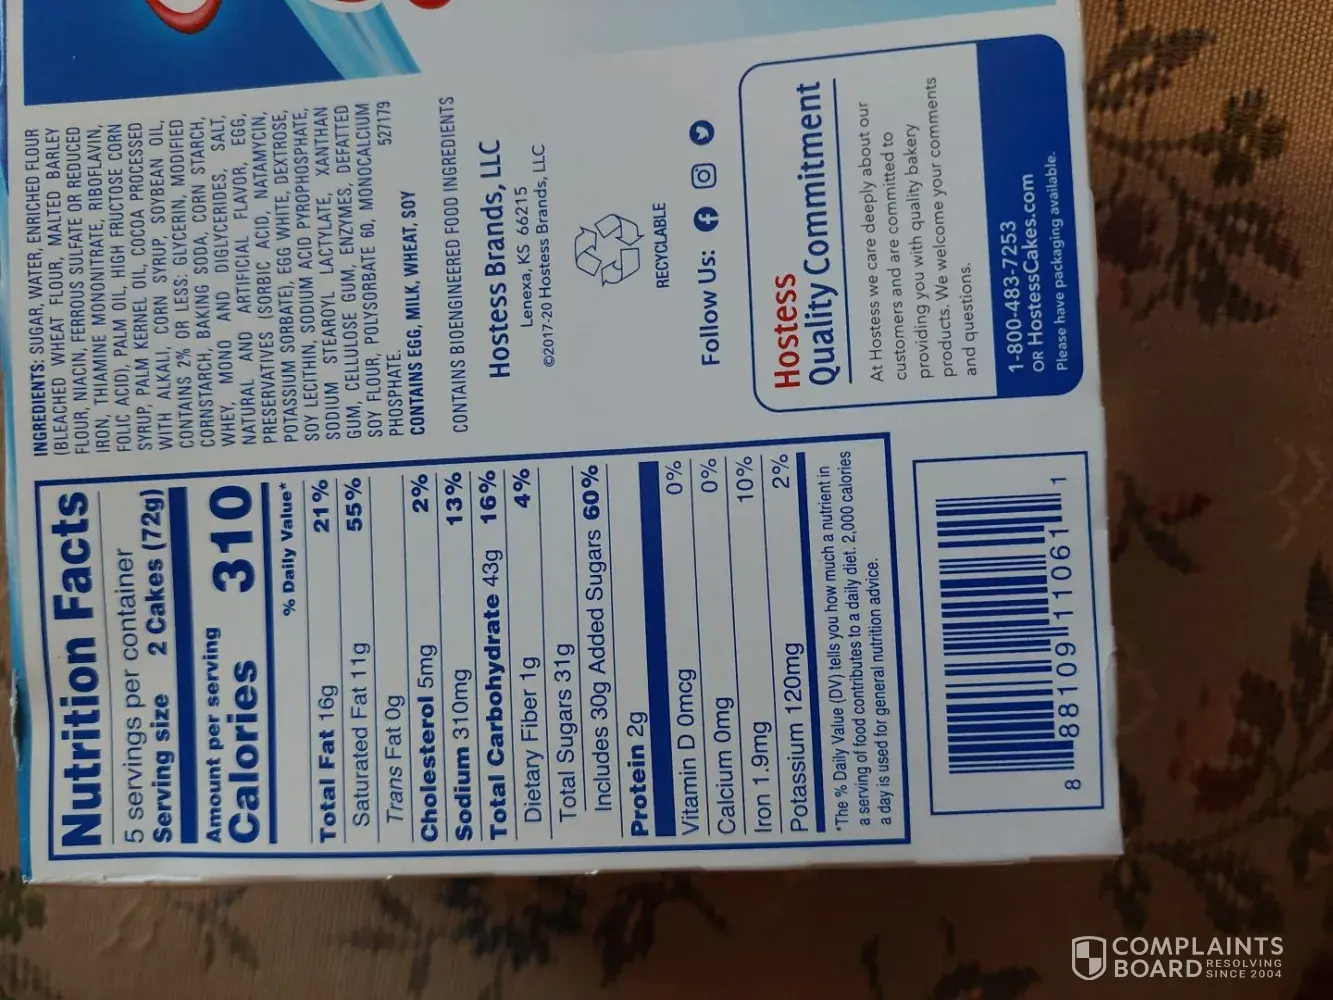 Nutrition Facts
5 servings per container
Serving size 2 Cakes (72g)
Amount per serving
Calories 310
% Daily Value*
Total Fat 16g 21%
Saturated Fat 11g 55%
Trans Fat 0g
Cholesterol 5mg 2%
Sodium 310mg 13%
Total Carbohydrate 43g 16%
Dietary Fiber 1g 4%
Total Sugars 31g
Includes 30g Added Sugars 60%
Protein 2g
Vitamin D 0mcg 0%
Calcium 0mg 0%
Iron 1.9mg 10%
Potassium 120mg 2%
*The % Daily Value (DV) tells you how much a nutrient in
a serving of food contributes to a daily diet. 2,000 calories
a day is used for general nutrition advice.
8 88109 11061 1
INGREDIENTS: SUGAR, WATER, ENRICHED FLOUR
(BLEACHED WHEAT FLOUR, MALTED BARLEY
FLOUR, NIACIN, FERROUS SULFATE OR REDUCED
IRON, THIAMINE MONONITRATE, RIBOFLAVIN,
FOLIC ACID), PALM OIL, HIGH FRUCTOSE CORN
SYRUP, PALM KERNEL OIL, COCOA PROCESSED
WITH ALKALI, CORN SYRUP, SOYBEAN OIL,
CONTAINS 2% OR LESS: GLYCERIN, MODIFIED
CORNSTARCH, BAKING SODA, CORN STARCH,
WHEY, MONO AND DIGLYCERIDES, SALT,
NATURAL AND ARTIFICIAL FLAVOR, EGG,
PRESERVATIVES (SORBIC ACID, NATAMYCIN,
POTASSIUM SORBATE), EGG WHITE, DEXTROSE,
SOY LECITHIN, SODIUM ACID PYROPHOSPHATE,
SODIUM STEAROYL LACTYLATE, XANTHAN
GUM, CELLULOSE GUM, ENZYMES, DEFATTED
SOY FLOUR, POLYSORBATE 60, MONOCALCIUM
PHOSPHATE. 527179
CONTAINS EGG, MILK, WHEAT, SOY
CONTAINS BIOENGINEERED FOOD INGREDIENTS
Hostess Brands, LLC
Lenexa, KS 66215
©2017-20 Hostess Brands, LLC
RECYCLABLE
Follow Us:
Hostess
Quality Commitment
At Hostess we care deeply about our
customers and are committed to
providing you with quality bakery
products. We welcome your comments
and questions.
1-800-483-7253
OR HostessCakes.com
Please have packaging available.
COMPLAINTS
BOARD RESOLVING
SINCE 2004